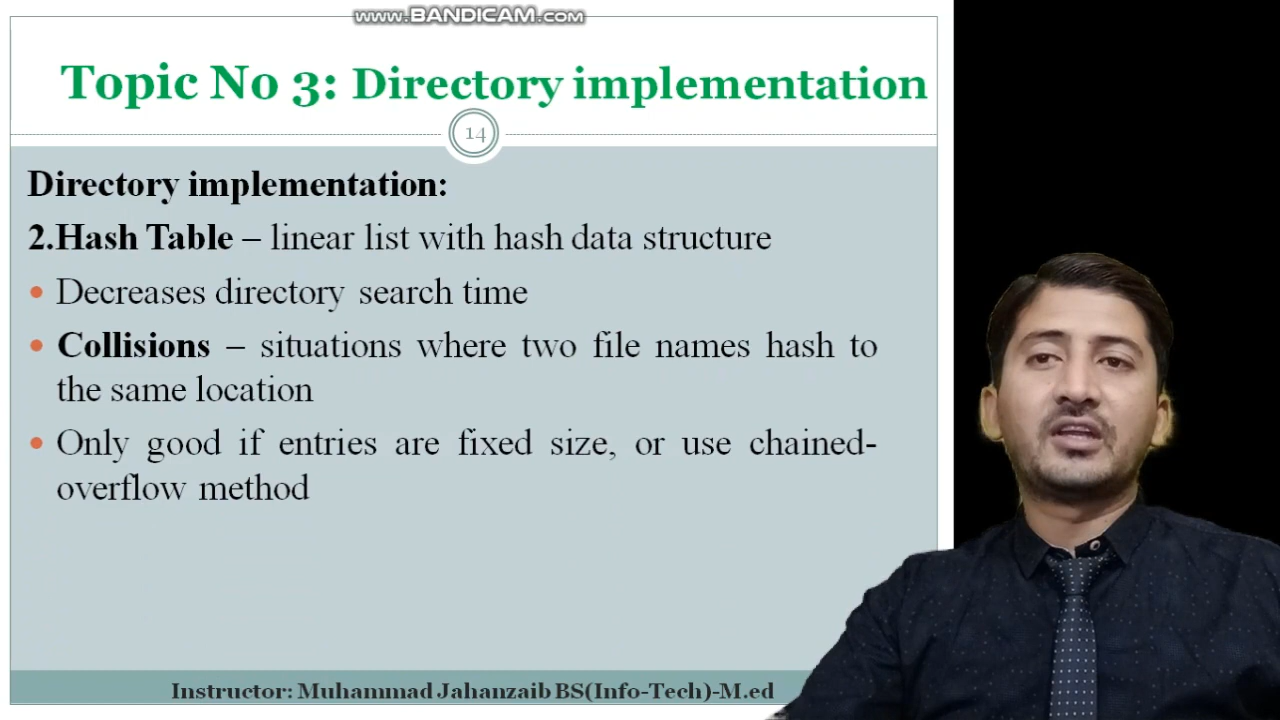 www.BANDICAM.com
Topic No 3: Directory implementation
14
Directory implementation:
2.Hash Table – linear list with hash data structure
• Decreases directory search time
• Collisions – situations where two file names hash to
the same location
• Only good if entries are fixed size, or use chained-
overflow method
Instructor: Muhammad Jahanzaib BS(Info-Tech)-M.ed